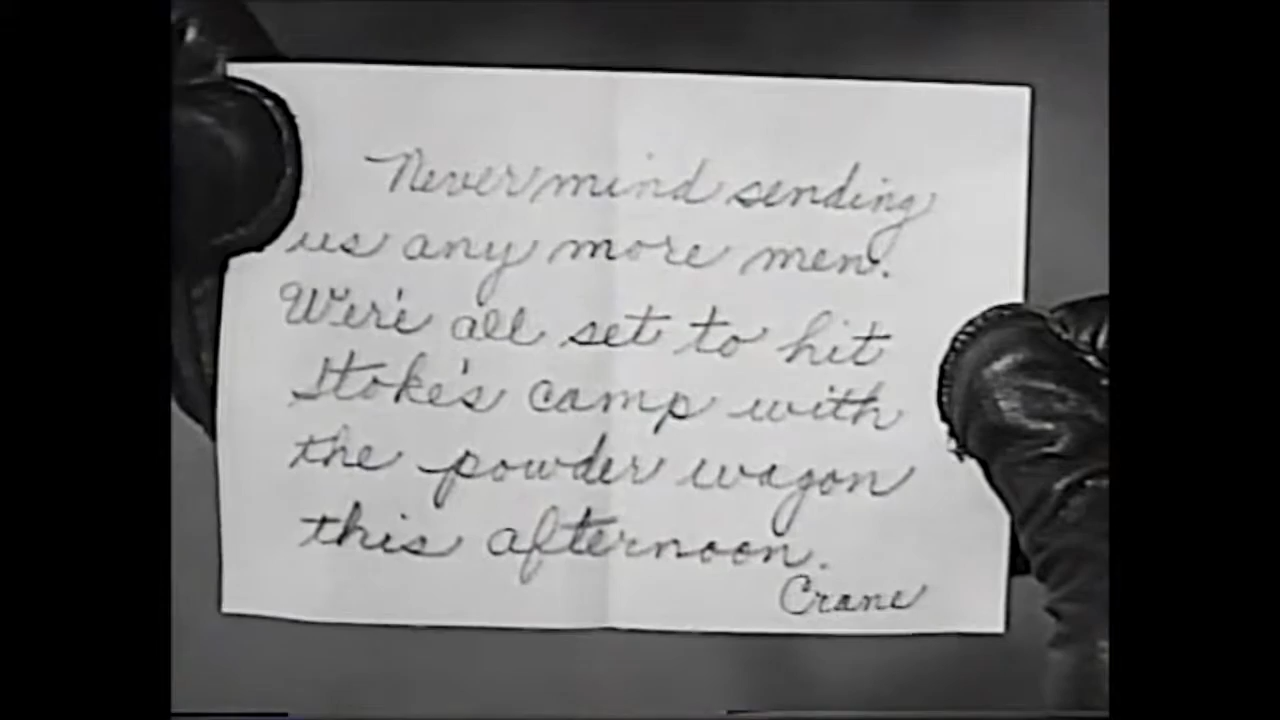 Never mind sending
us any more men.
We're all set to hit
Stoke's camp with
the powder wagon
this afternoon.
Crane